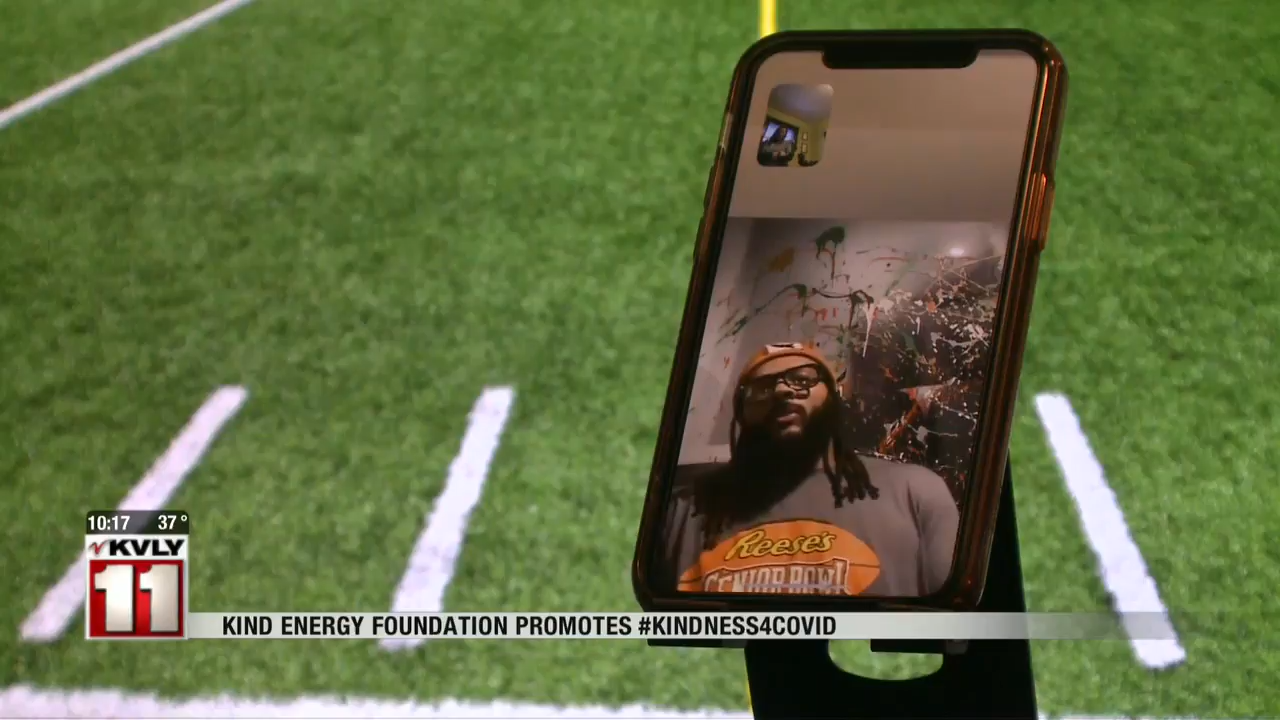 Reese's
SENIOR BOWL
10:17 37°
KVLY
11
KIND ENERGY FOUNDATION PROMOTES #KINDNESS4COVID